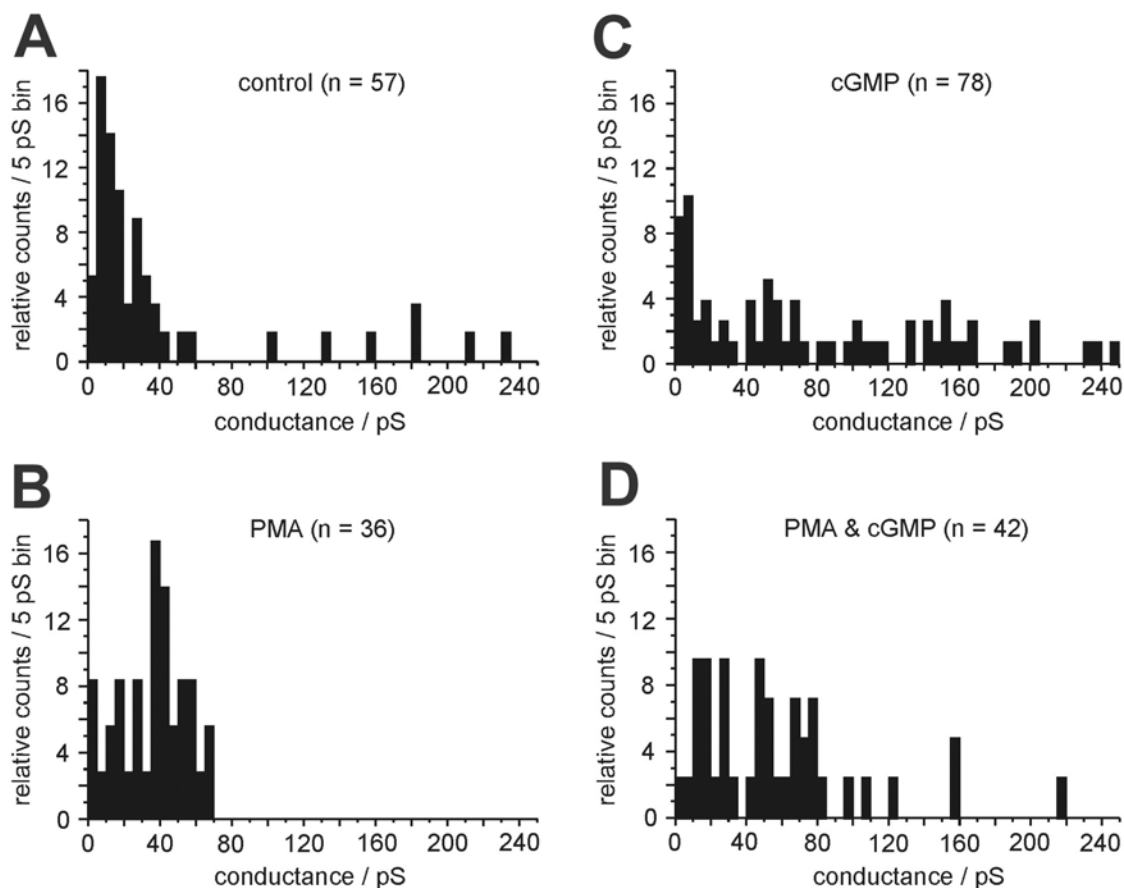 A
control (n = 57)
relative counts / 5 pS bin
16
12
8
4
0
0 40 80 120 160 200 240
conductance / pS
C
cGMP (n = 78)
relative counts / 5 pS bin
16
12
8
4
0
0 40 80 120 160 200 240
conductance / pS
B
PMA (n = 36)
relative counts / 5 pS bin
16
12
8
4
0
0 40 80 120 160 200 240
conductance / pS
D
PMA & cGMP (n = 42)
relative counts / 5 pS bin
16
12
8
4
0
0 40 80 120 160 200 240
conductance / pS